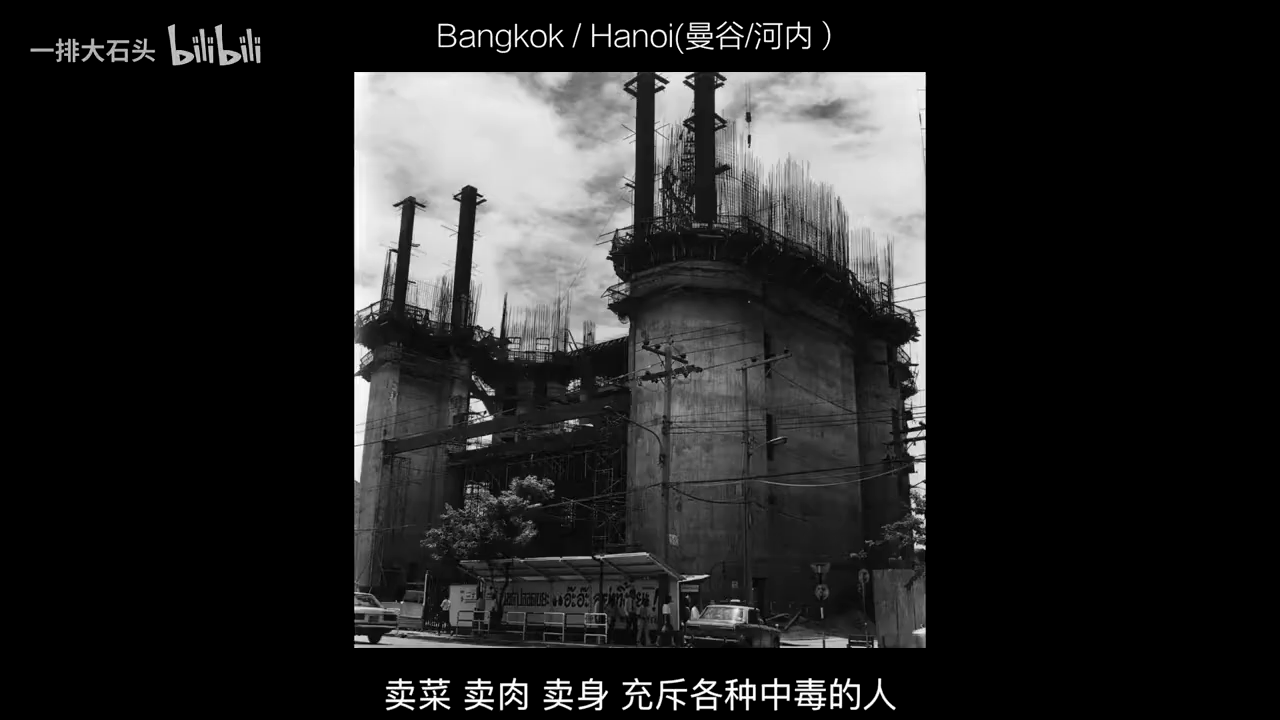 一排大石头 bilibili
Bangkok / Hanoi(曼谷/河内 ）
卖菜 卖肉 卖身 充斥各种中毒的人